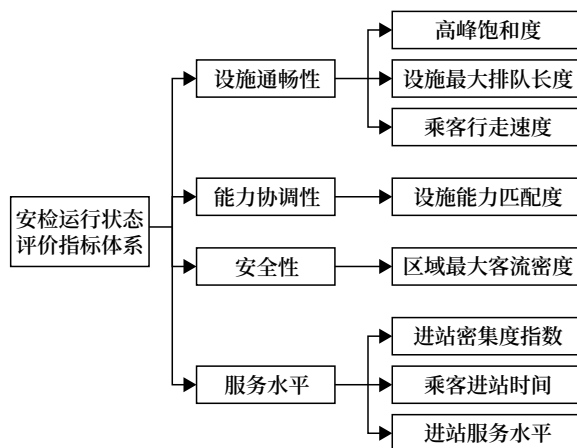 高峰饱和度
设施通畅性
设施最大排队长度
乘客行走速度
安检运行状态
评价指标体系
能力协调性
设施能力匹配度
安全性
区域最大客流密度
进站密集度指数
服务水平
乘客进站时间
进站服务水平